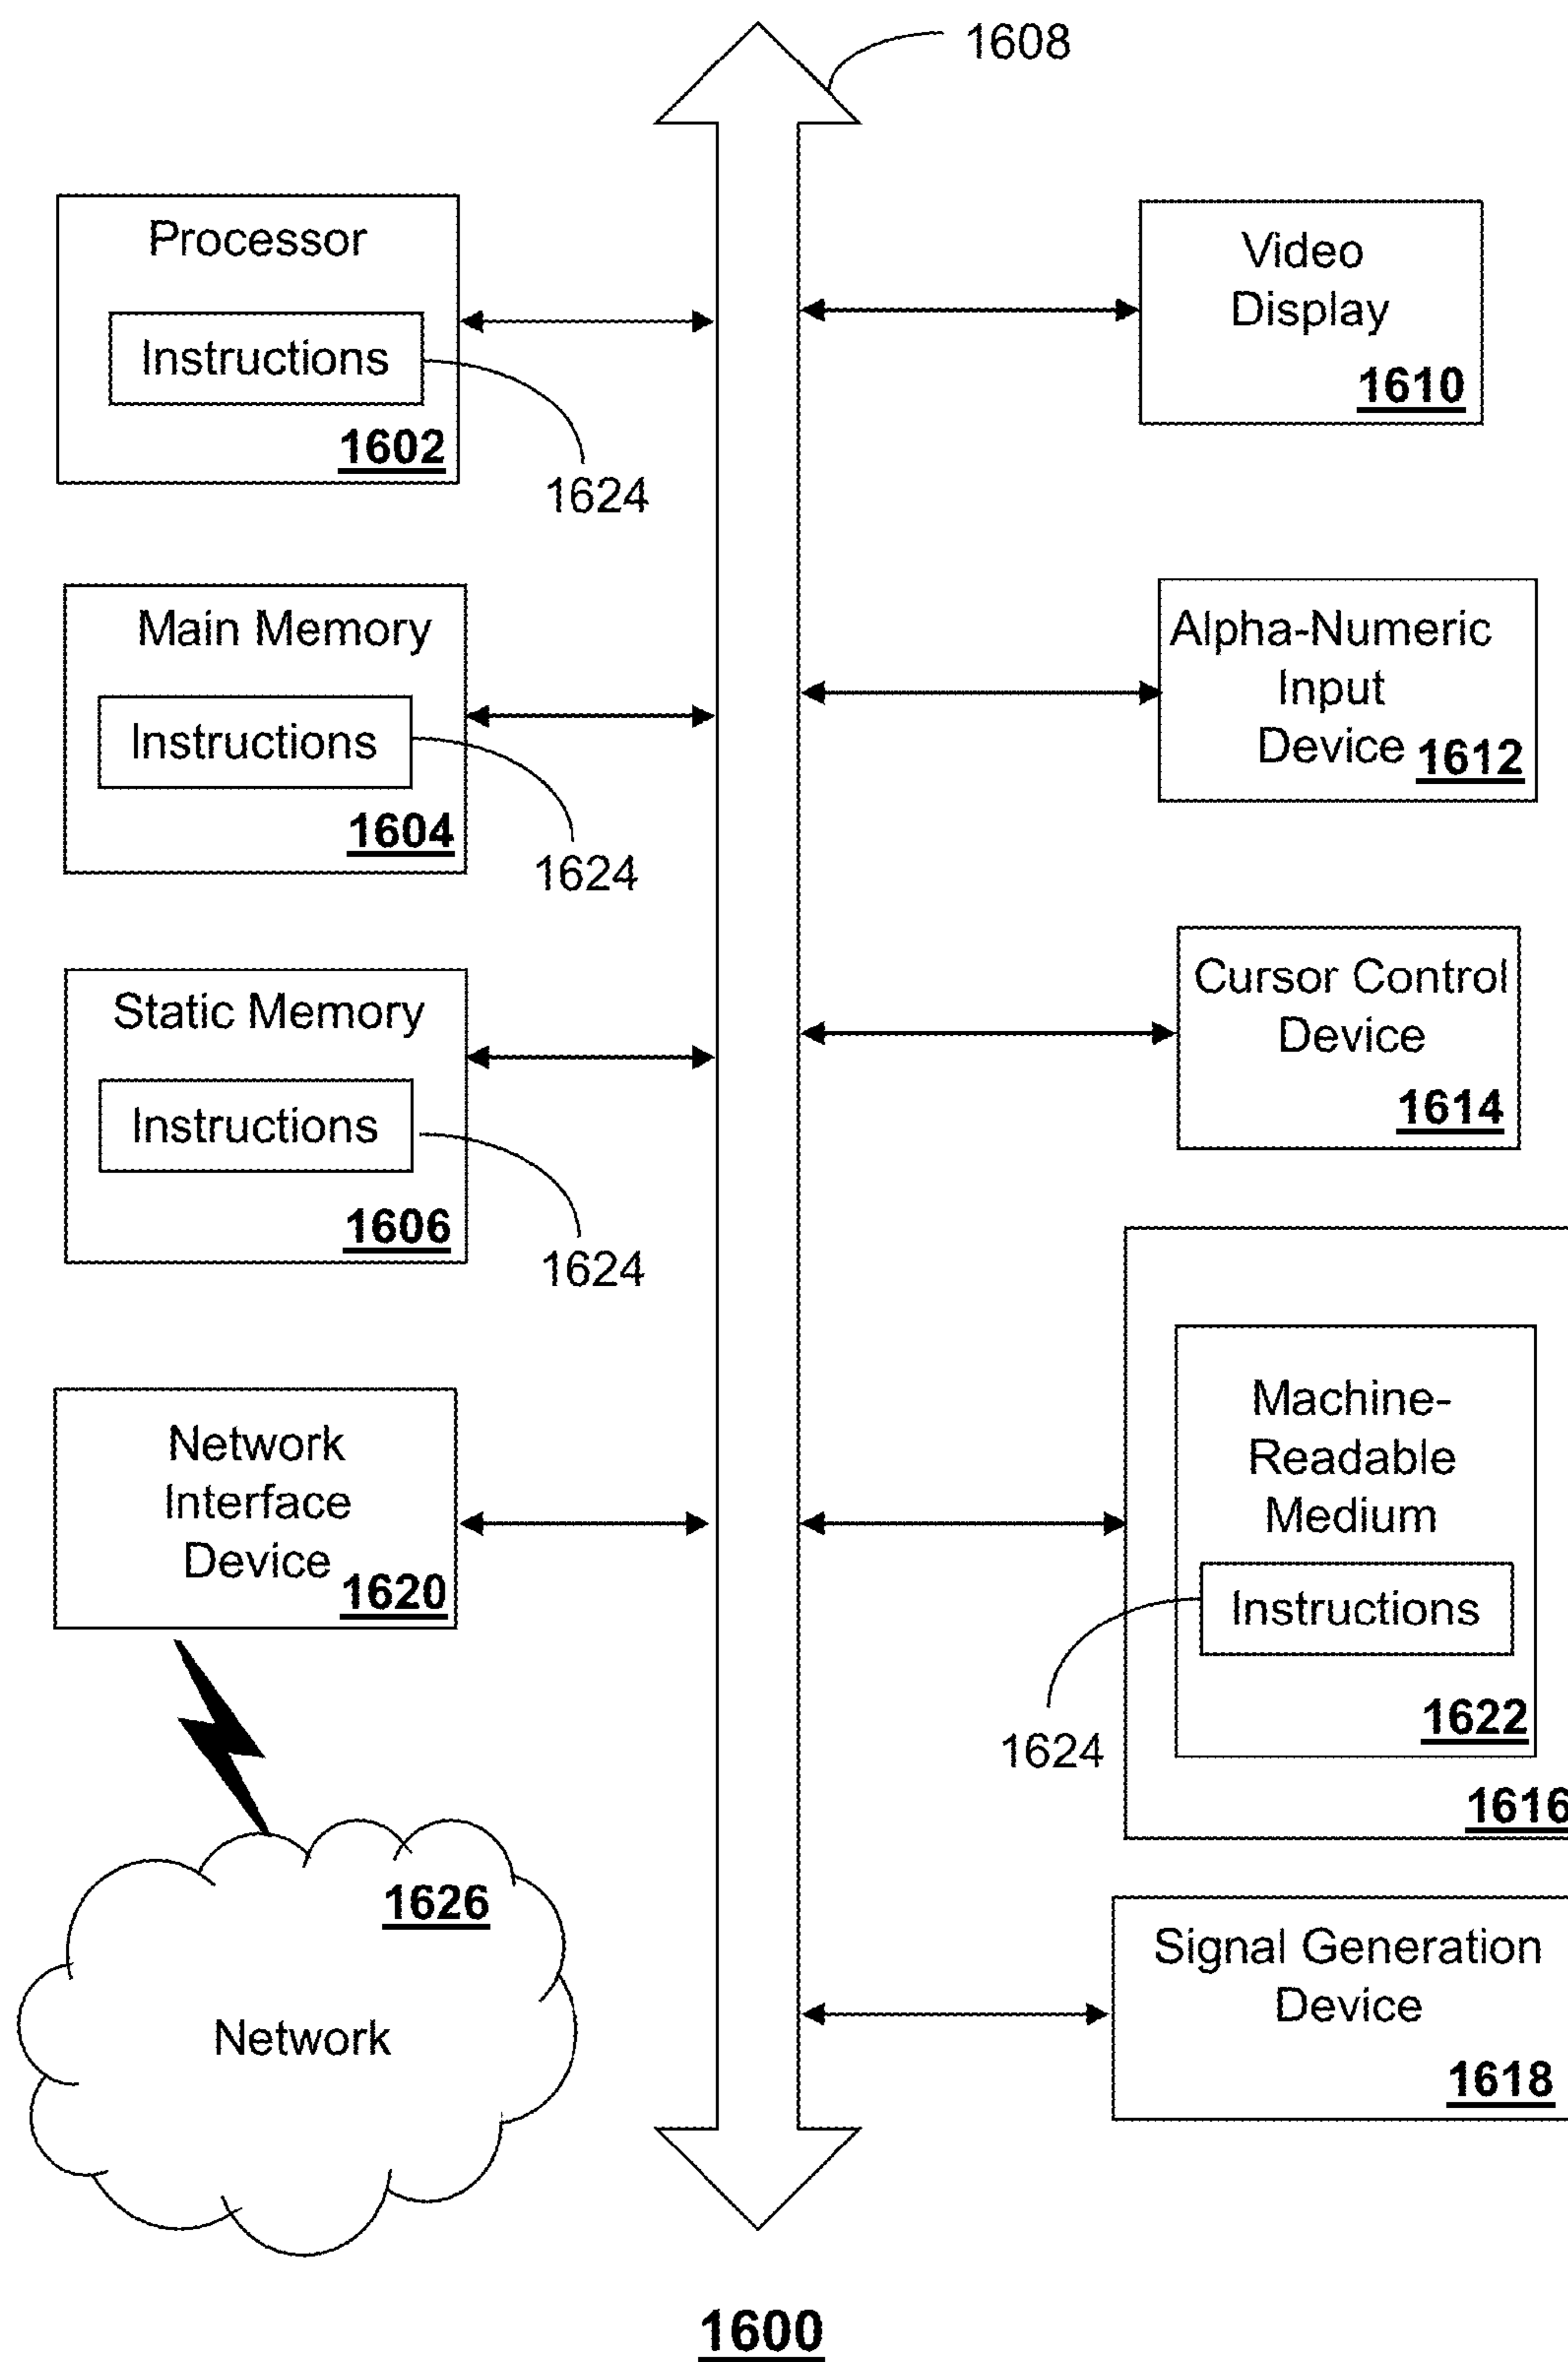 1608
Processor
Instructions
1602
1624
Video
Display
1610
Main Memory
Instructions
1604
1624
Alpha-Numeric
Input
Device 1612
Static Memory
Instructions
1606
1624
Cursor Control
Device
1614
Network
Interface
Device 1620
Machine-
Readable
Medium
Instructions
1622
1624
1616
1626
Network
Signal Generation
Device
1618
1600